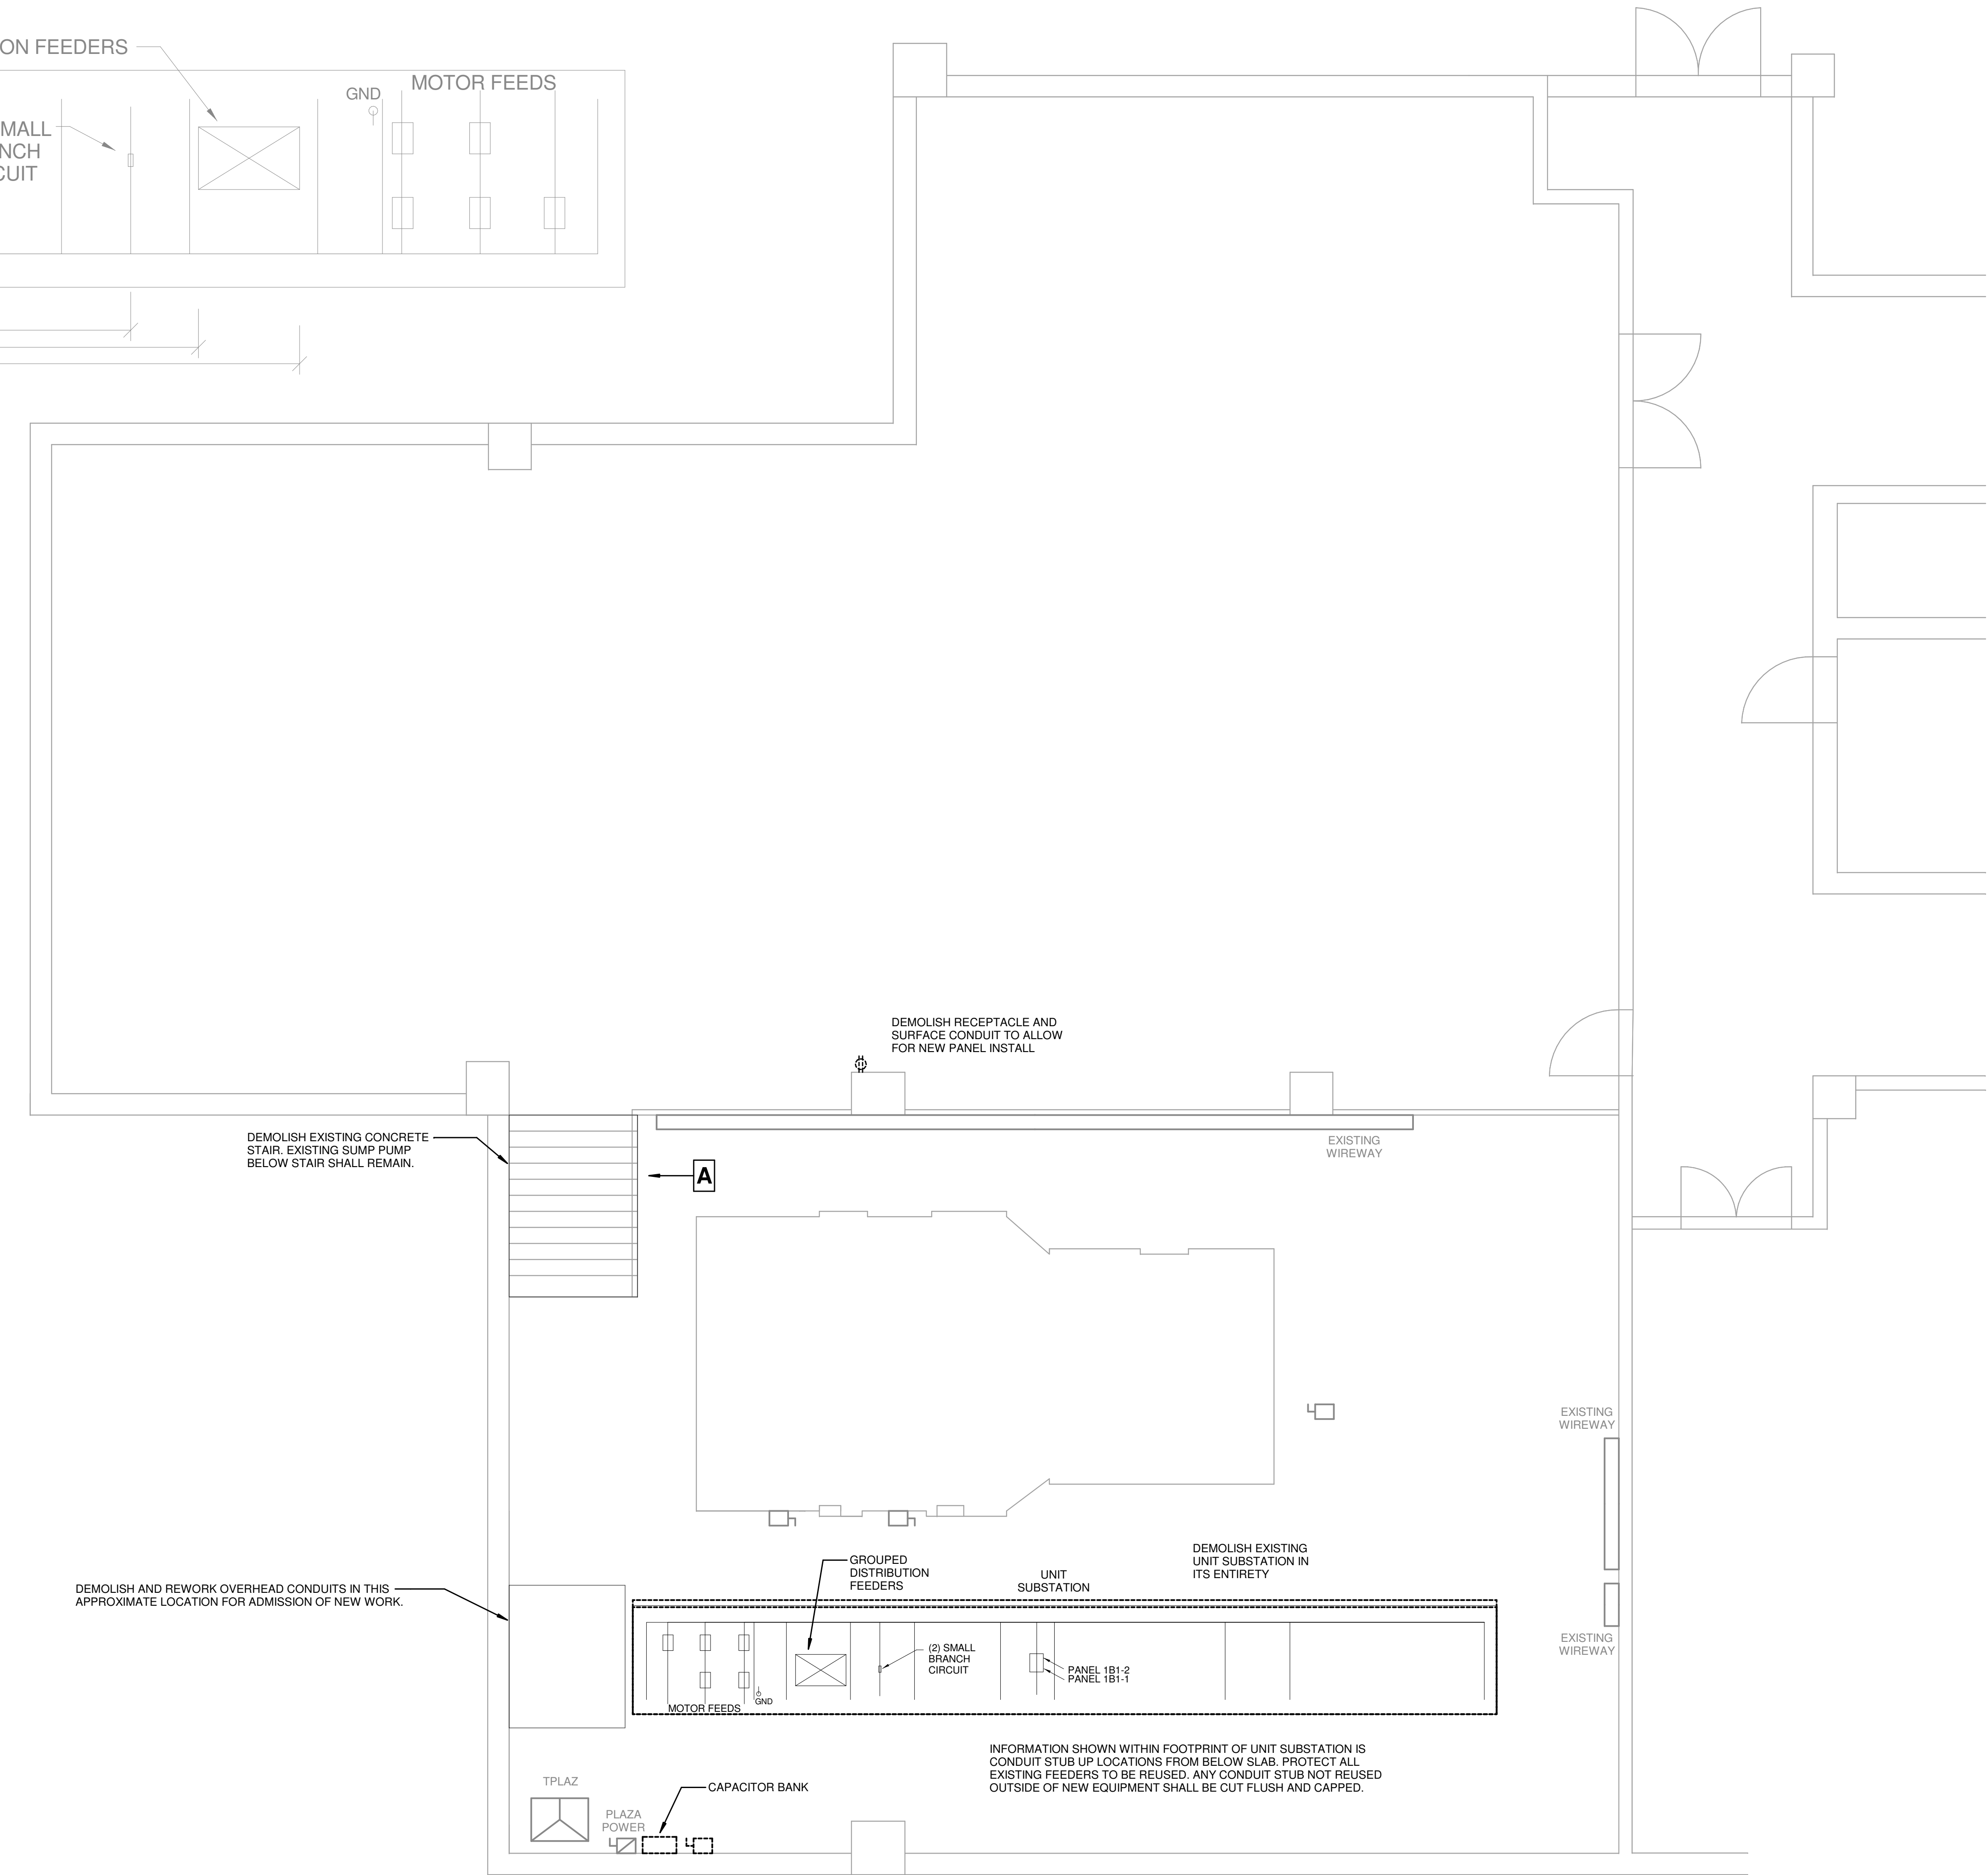 ON FEEDERS
MALL
NCH
CUIT
GND
MOTOR FEEDS
DEMOLISH RECEPTACLE AND
SURFACE CONDUIT TO ALLOW
FOR NEW PANEL INSTALL
DEMOLISH EXISTING CONCRETE
STAIR. EXISTING SUMP PUMP
BELOW STAIR SHALL REMAIN.
A
EXISTING
WIREWAY
EXISTING
WIREWAY
DEMOLISH AND REWORK OVERHEAD CONDUITS IN THIS
APPROXIMATE LOCATION FOR ADMISSION OF NEW WORK.
GROUPED
DISTRIBUTION
FEEDERS
UNIT
SUBSTATION
DEMOLISH EXISTING
UNIT SUBSTATION IN
ITS ENTIRETY
EXISTING
WIREWAY
(2) SMALL
BRANCH
CIRCUIT
PANEL 1B1-2
PANEL 1B1-1
MOTOR FEEDS
GND
INFORMATION SHOWN WITHIN FOOTPRINT OF UNIT SUBSTATION IS
CONDUIT STUB UP LOCATIONS FROM BELOW SLAB. PROTECT ALL
EXISTING FEEDERS TO BE REUSED. ANY CONDUIT STUB NOT REUSED
OUTSIDE OF NEW EQUIPMENT SHALL BE CUT FLUSH AND CAPPED.
TPLAZ
PLAZA
POWER
CAPACITOR BANK